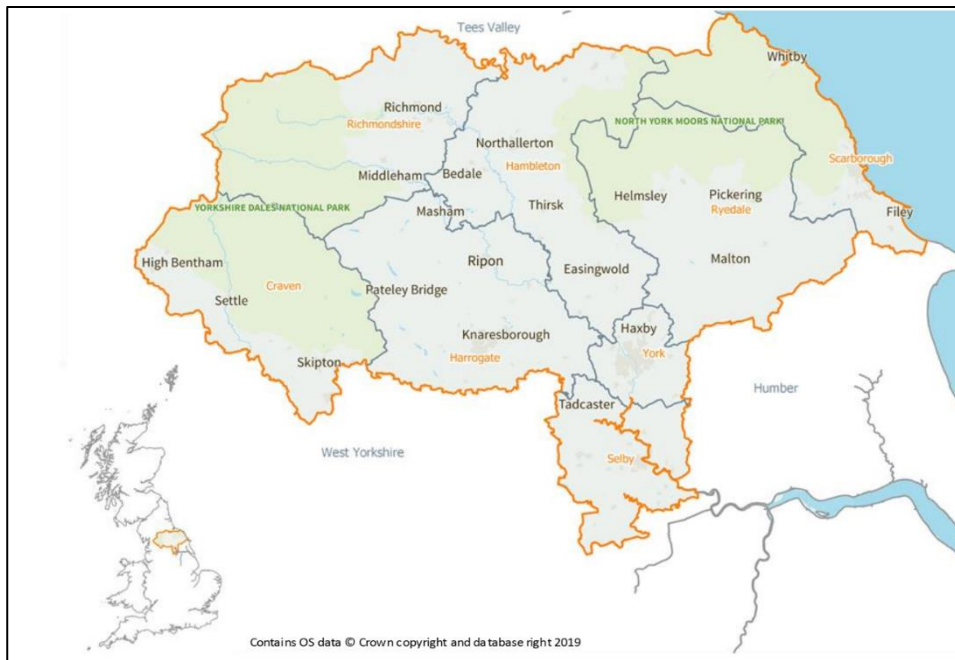 Tees Valley
Whitby
Richmond
Richmondshire
NORTH YORK MOORS NATIONAL PARK
Northallerton
Scarborough
Hambleton
Middleham
Bedale
Helmsley
Pickering
YORKSHIRE DALES NATIONAL PARK
Masham
Thirsk
Ryedale
Filey
High Bentham
Ripon
Easingwold
Malton
Craven
Pateley Bridge
Settle
Knaresborough
Haxby
Harrogate
York
Skipton
Humber
Tadcaster
West Yorkshire
Selby
Contains OS data © Crown copyright and database right 2019